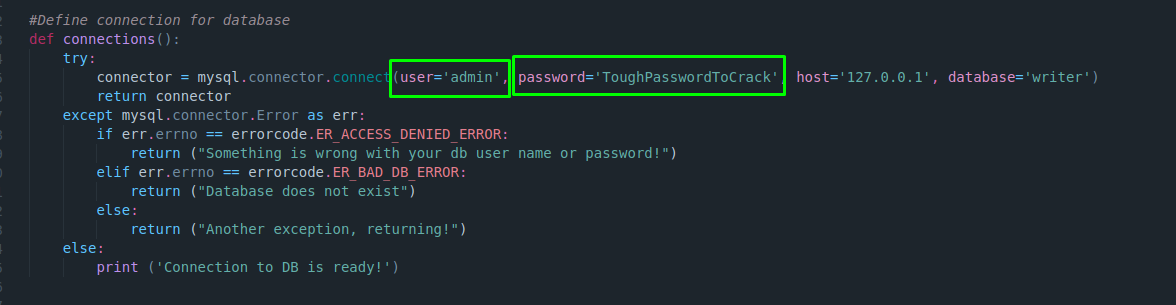 #Define connection for database
def connections():
    try:
        connector = mysql.connector.connect(user='admin', password='ToughPasswordToCrack', host='127.0.0.1', database='writer')
        return connector
    except mysql.connector.Error as err:
        if err.errno == errorcode.ER_ACCESS_DENIED_ERROR:
            return ("Something is wrong with your db user name or password!")
        elif err.errno == errorcode.ER_BAD_DB_ERROR:
            return ("Database does not exist")
        else:
            return ("Another exception, returning!")
    else:
        print ('Connection to DB is ready!')